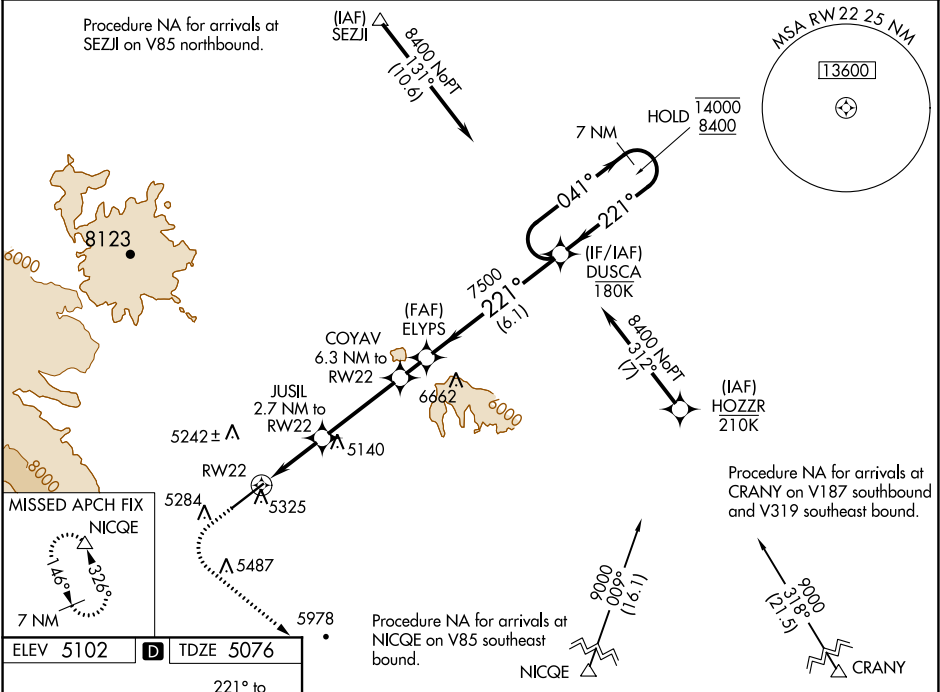 Procedure NA for arrivals at
SEZJI on V85 northbound.
(IAF)
SEZJI
8400 NoPT
131°
(10.6)
MSA RW22 25 NM
13600
HOLD
14000
8400
7 NM
041°
221°
(IF/IAF)
DUSCA
180K
8123
6000
7500
221°
(6.1)
(FAF)
ELYPS
COYAV
6.3 NM to
RW22
8400 NoPT
312°
(7)
(IAF)
HOZZR
210K
6662
6000
JUSIL
2.7 NM to
RW22
5242 ±
5140
8000
RW22
5284
5325
Procedure NA for arrivals at
CRANY on V187 southbound
and V319 southeast bound.
MISSED APCH FIX
NICQE
146°
326°
7 NM
5487
5978
Procedure NA for arrivals at
NICQE on V85 southeast
bound.
9000
009°
(16.1)
NICQE
9000
318°
(21.5)
CRANY
ELEV 5102
D
TDZE 5076
221° to